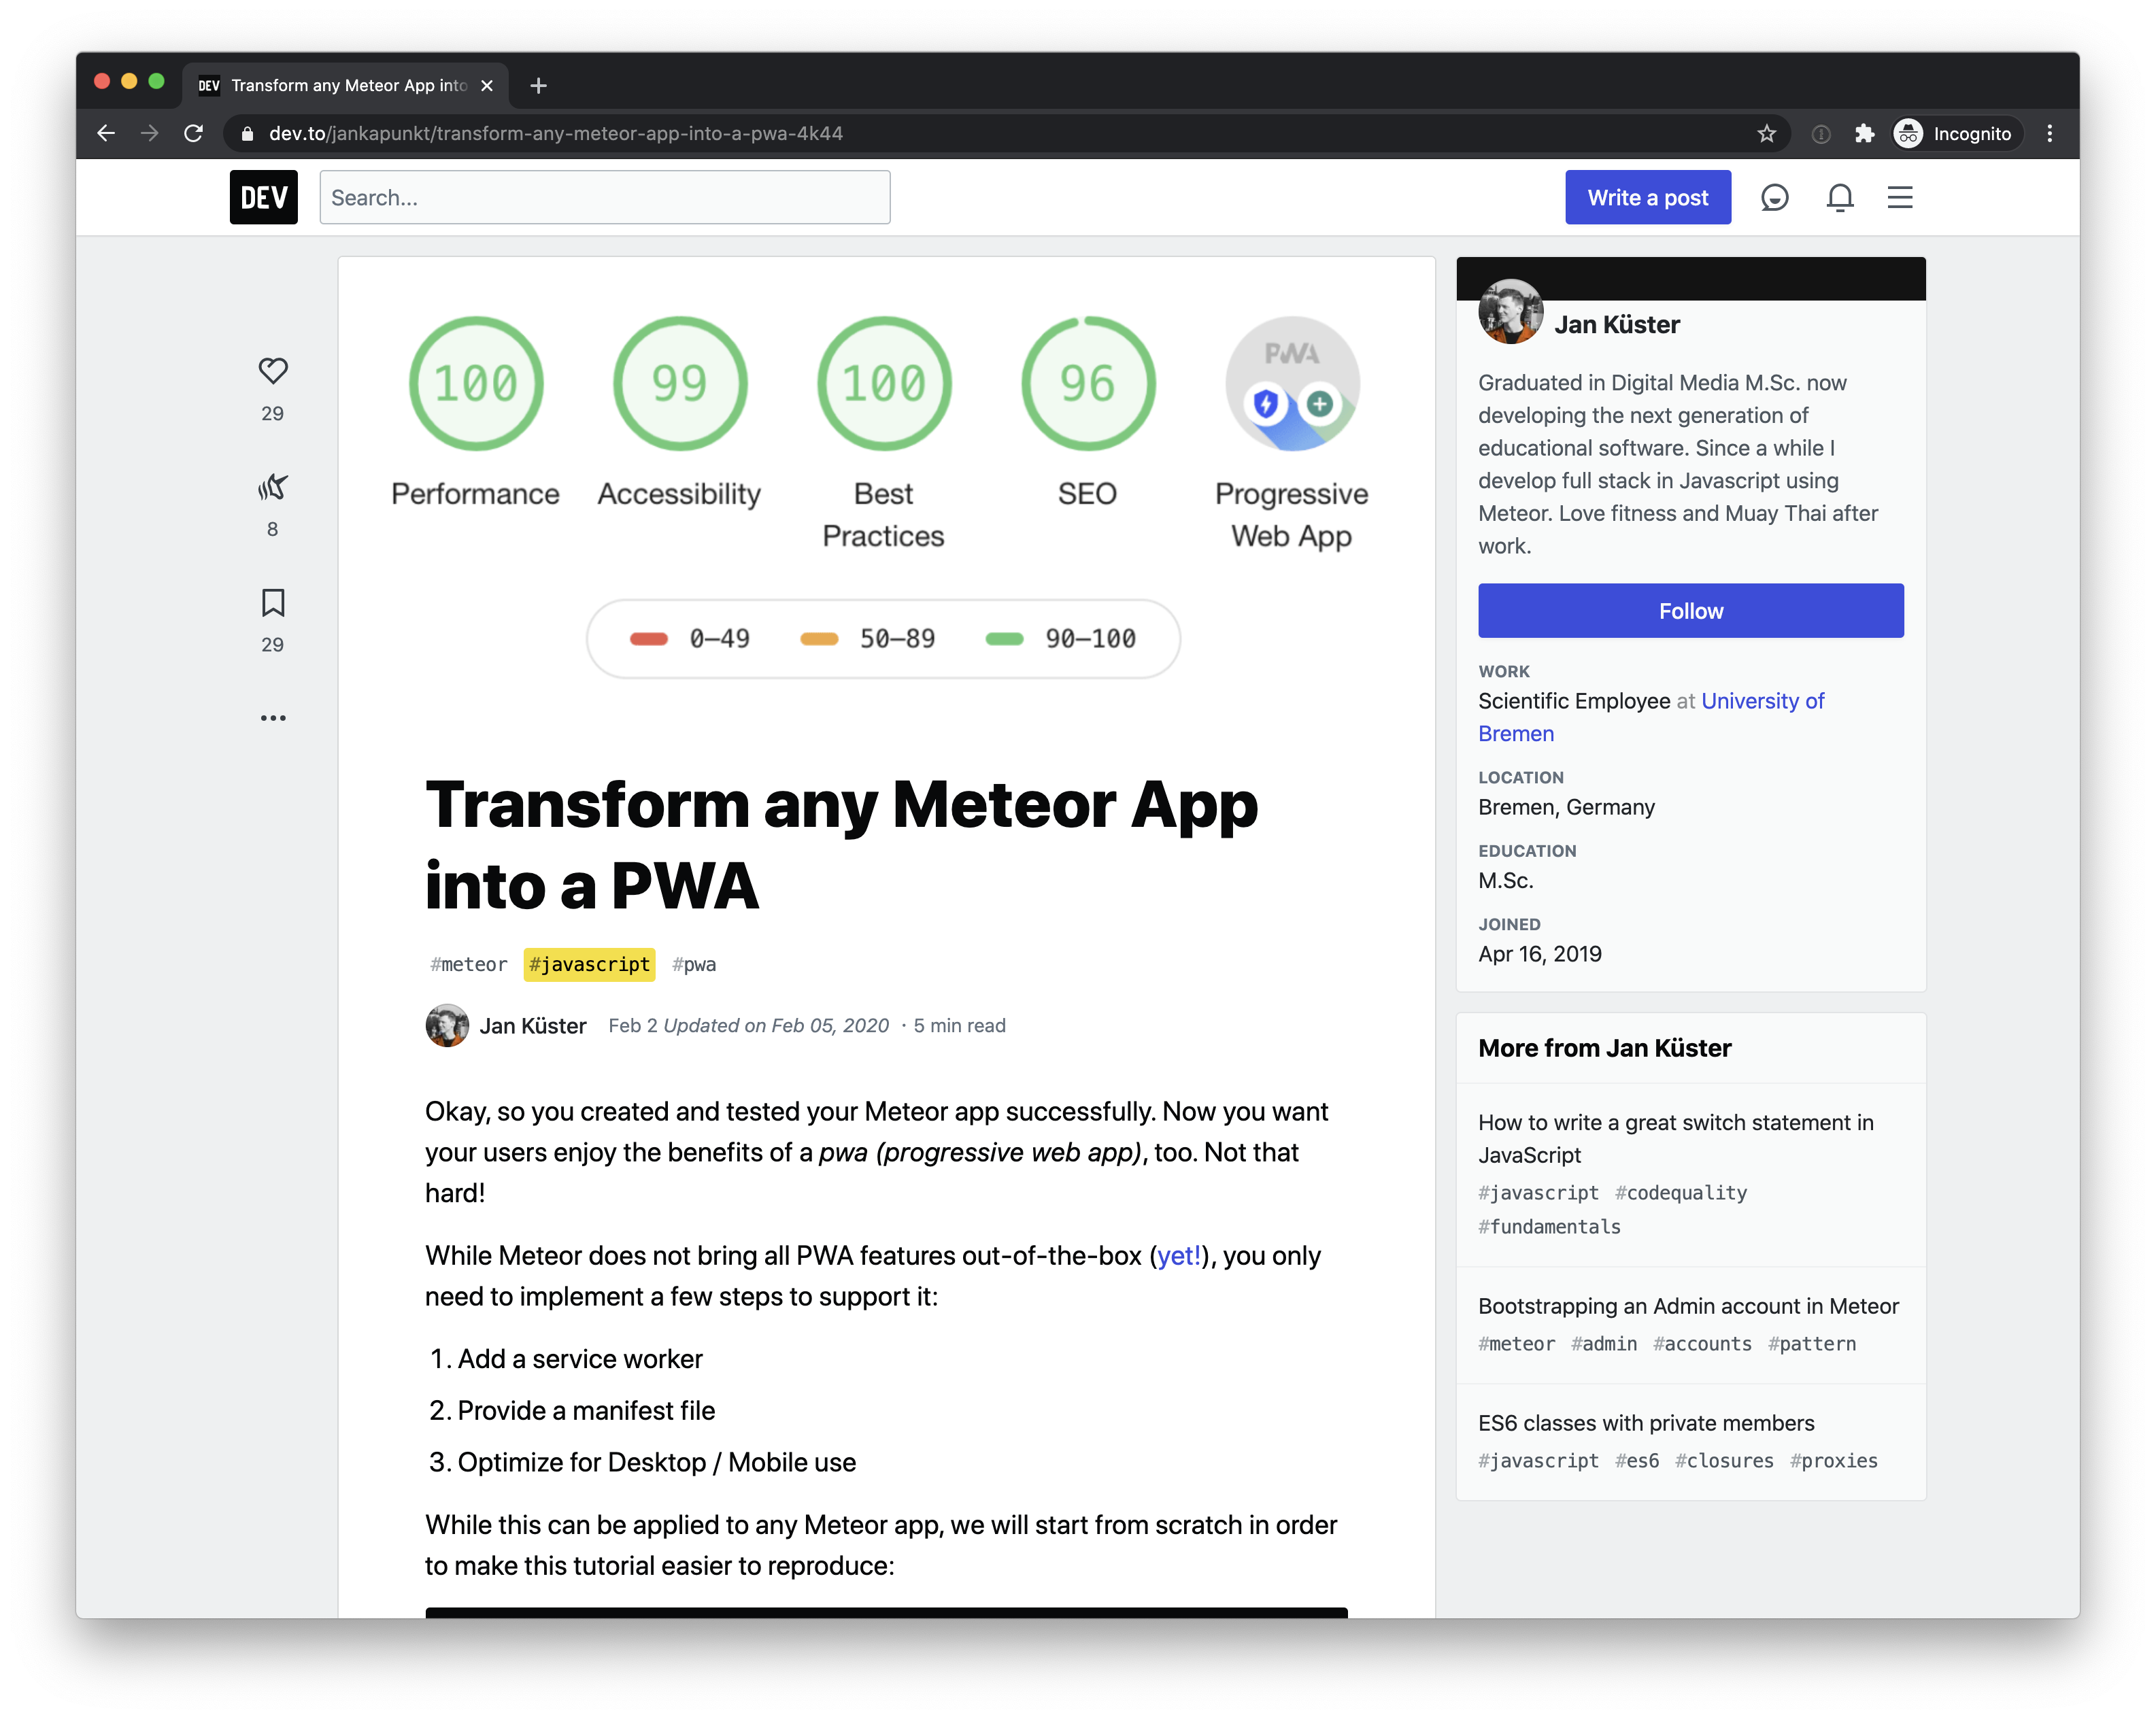 DEV Transform any Meteor App into
dev.to/jankapunkt/transform-any-meteor-app-into-a-pwa-4k44
Incognito
DEV
Search...
Write a post
29
8
29
100
99
100
96
PWA
Performance
Accessibility
Best
Practices
SEO
Progressive
Web App
0–49
50–89
90–100
Transform any Meteor App
into a PWA
#meteor #javascript #pwa
Jan Küster Feb 2 Updated on Feb 05, 2020 · 5 min read
Okay, so you created and tested your Meteor app successfully. Now you want
your users enjoy the benefits of a pwa (progressive web app), too. Not that
hard!
While Meteor does not bring all PWA features out-of-the-box (yet!), you only
need to implement a few steps to support it:
1. Add a service worker
2. Provide a manifest file
3. Optimize for Desktop / Mobile use
While this can be applied to any Meteor app, we will start from scratch in order
to make this tutorial easier to reproduce:
Jan Küster
Graduated in Digital Media M.Sc. now
developing the next generation of
educational software. Since a while I
develop full stack in Javascript using
Meteor. Love fitness and Muay Thai after
work.
Follow
WORK
Scientific Employee at University of
Bremen
LOCATION
Bremen, Germany
EDUCATION
M.Sc.
JOINED
Apr 16, 2019
More from Jan Küster
How to write a great switch statement in
JavaScript
#javascript #codequality
#fundamentals
Bootstrapping an Admin account in Meteor
#meteor #admin #accounts #pattern
ES6 classes with private members
#javascript #es6 #closures #proxies